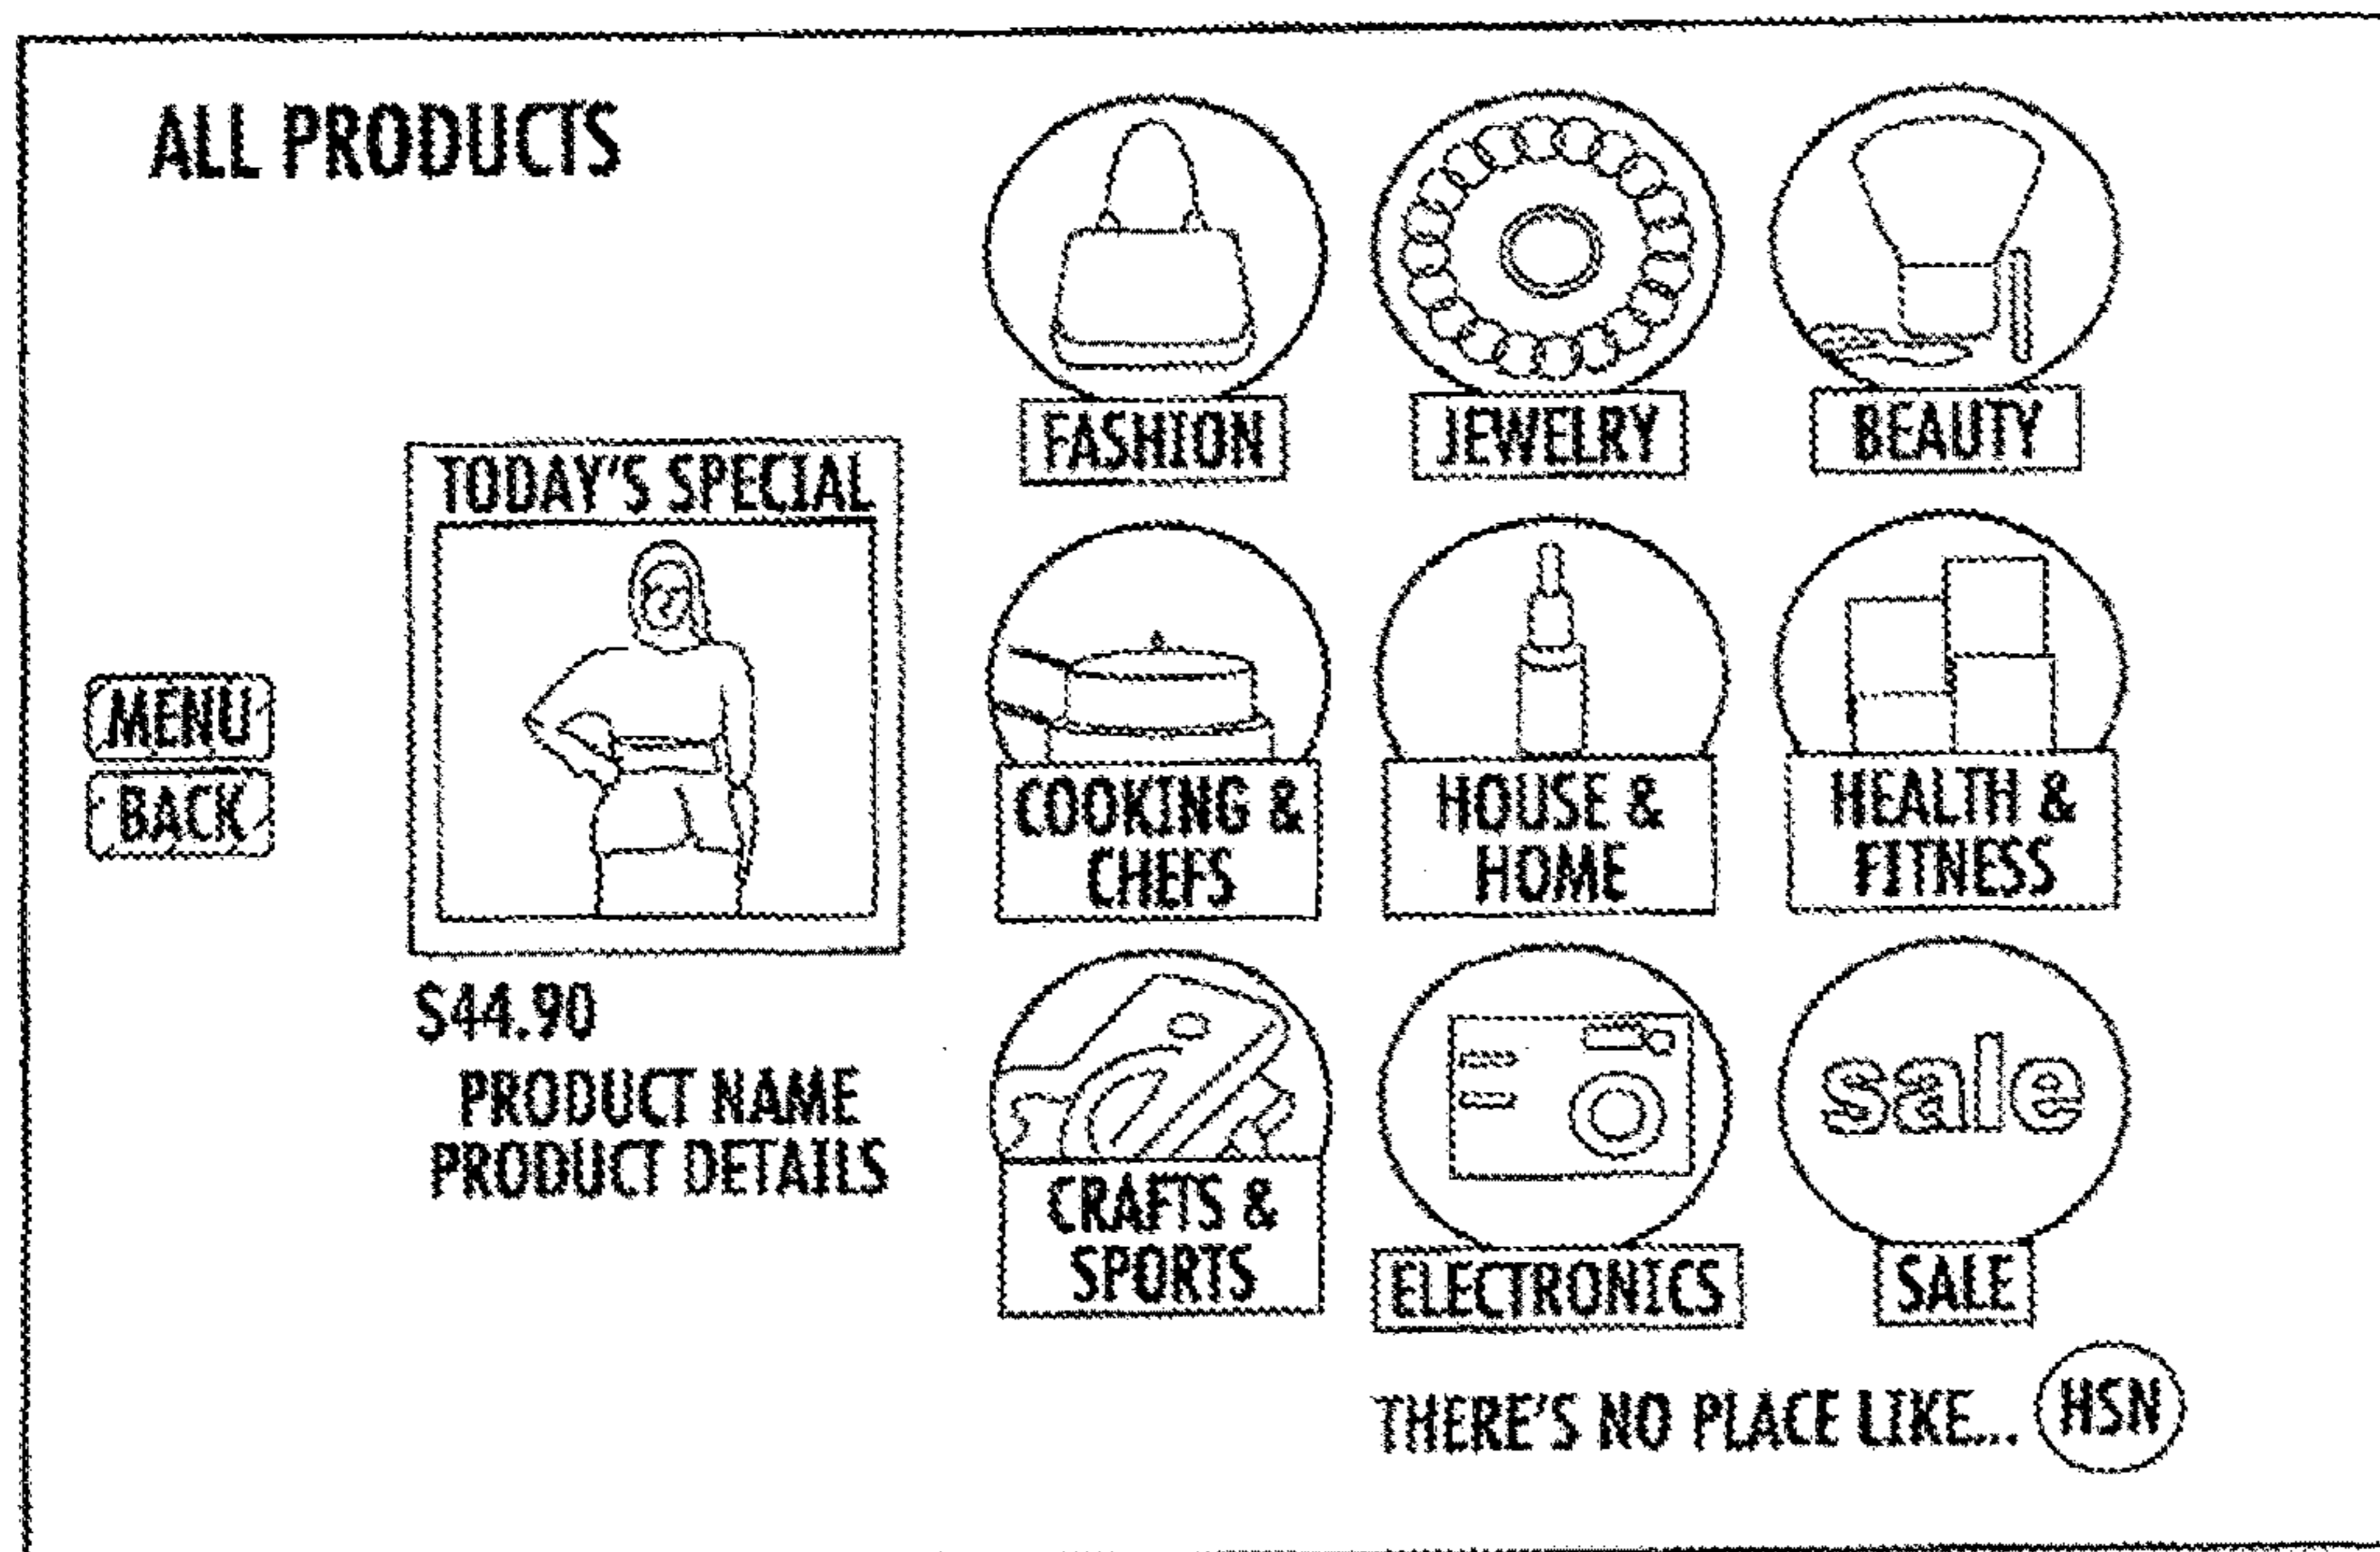 ALL PRODUCTS
MENU
BACK
TODAY'S SPECIAL
$44.90
PRODUCT NAME
PRODUCT DETAILS
FASHION
JEWELRY
BEAUTY
COOKING &
CHEFS
HOUSE &
HOME
HEALTH &
FITNESS
CRAFTS &
SPORTS
ELECTRONICS
sale
SALE
THERE'S NO PLACE LIKE... HSN